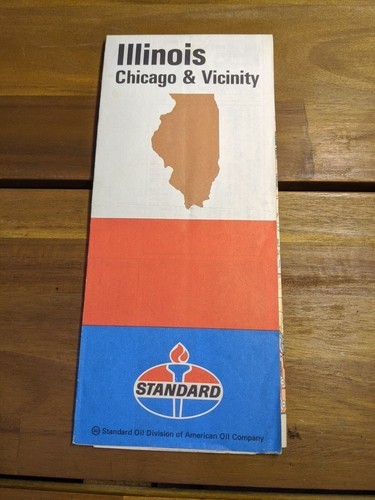 Illinois
Chicago & Vicinity
STANDARD
Standard Oil Division of American Oil Company